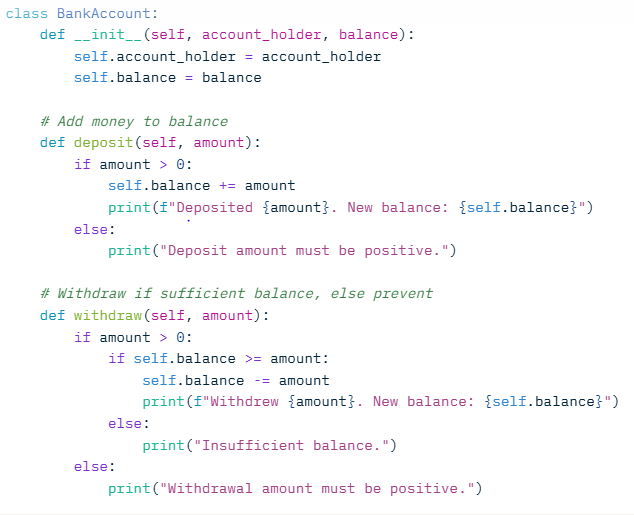 class BankAccount:
    def __init__(self, account_holder, balance):
        self.account_holder = account_holder
        self.balance = balance

    # Add money to balance
    def deposit(self, amount):
        if amount > 0:
            self.balance += amount
            print(f"Deposited {amount}. New balance: {self.balance}")
        else:
            print("Deposit amount must be positive.")

    # Withdraw if sufficient balance, else prevent
    def withdraw(self, amount):
        if amount > 0:
            if self.balance >= amount:
                self.balance -= amount
                print(f"Withdrew {amount}. New balance: {self.balance}")
            else:
                print("Insufficient balance.")
        else:
            print("Withdrawal amount must be positive.")